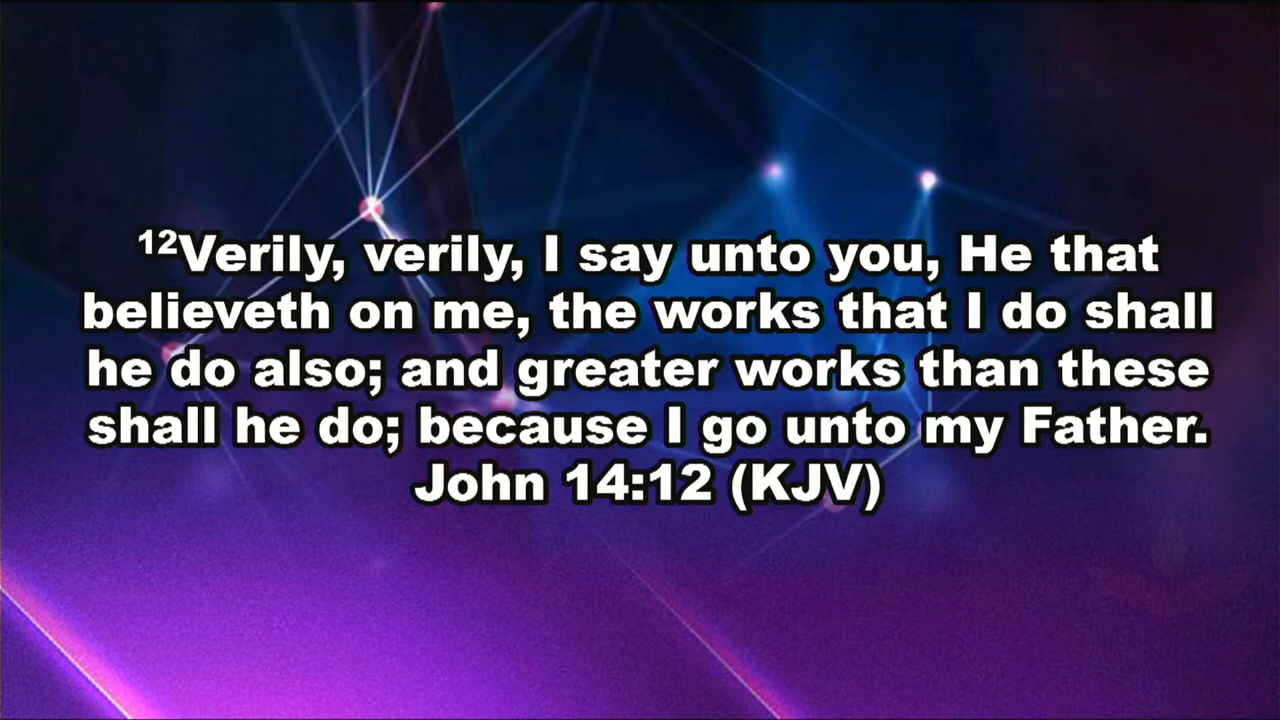 ¹²Verily, verily, I say unto you, He that
believeth on me, the works that I do shall
he do also; and greater works than these
shall he do; because I go unto my Father.
John 14:12 (KJV)